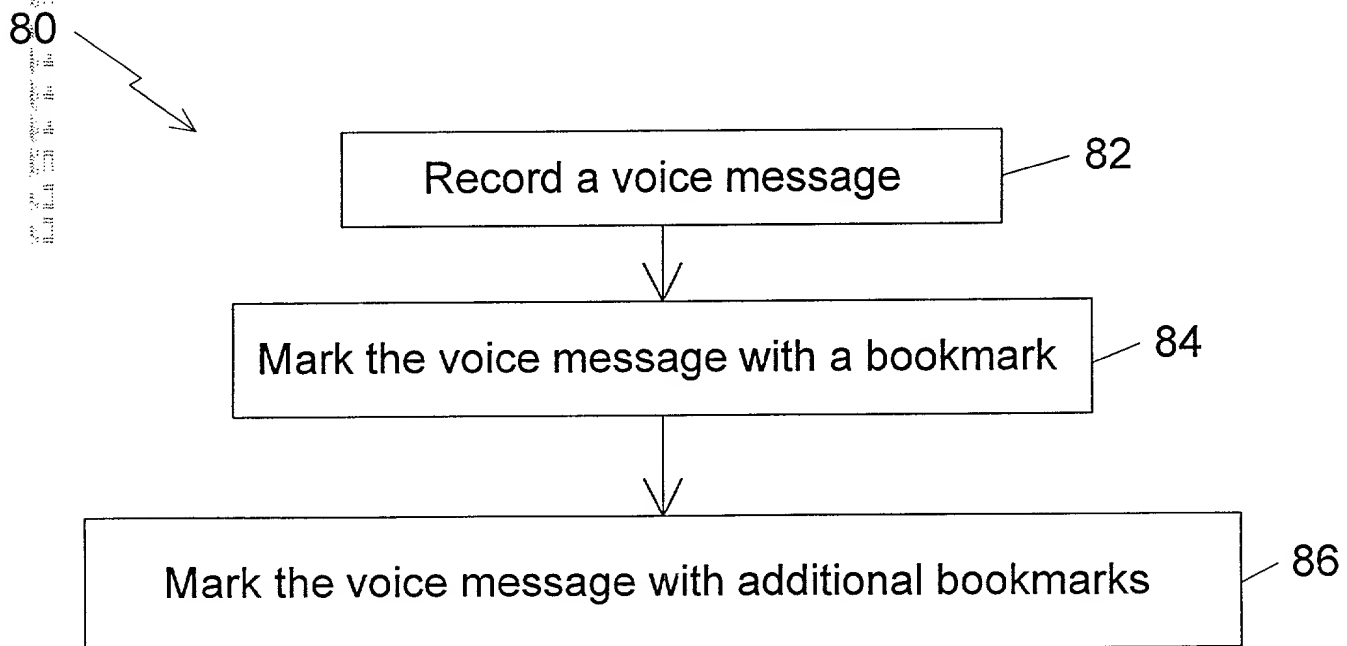 80
Record a voice message
82
Mark the voice message with a bookmark
84
Mark the voice message with additional bookmarks
86